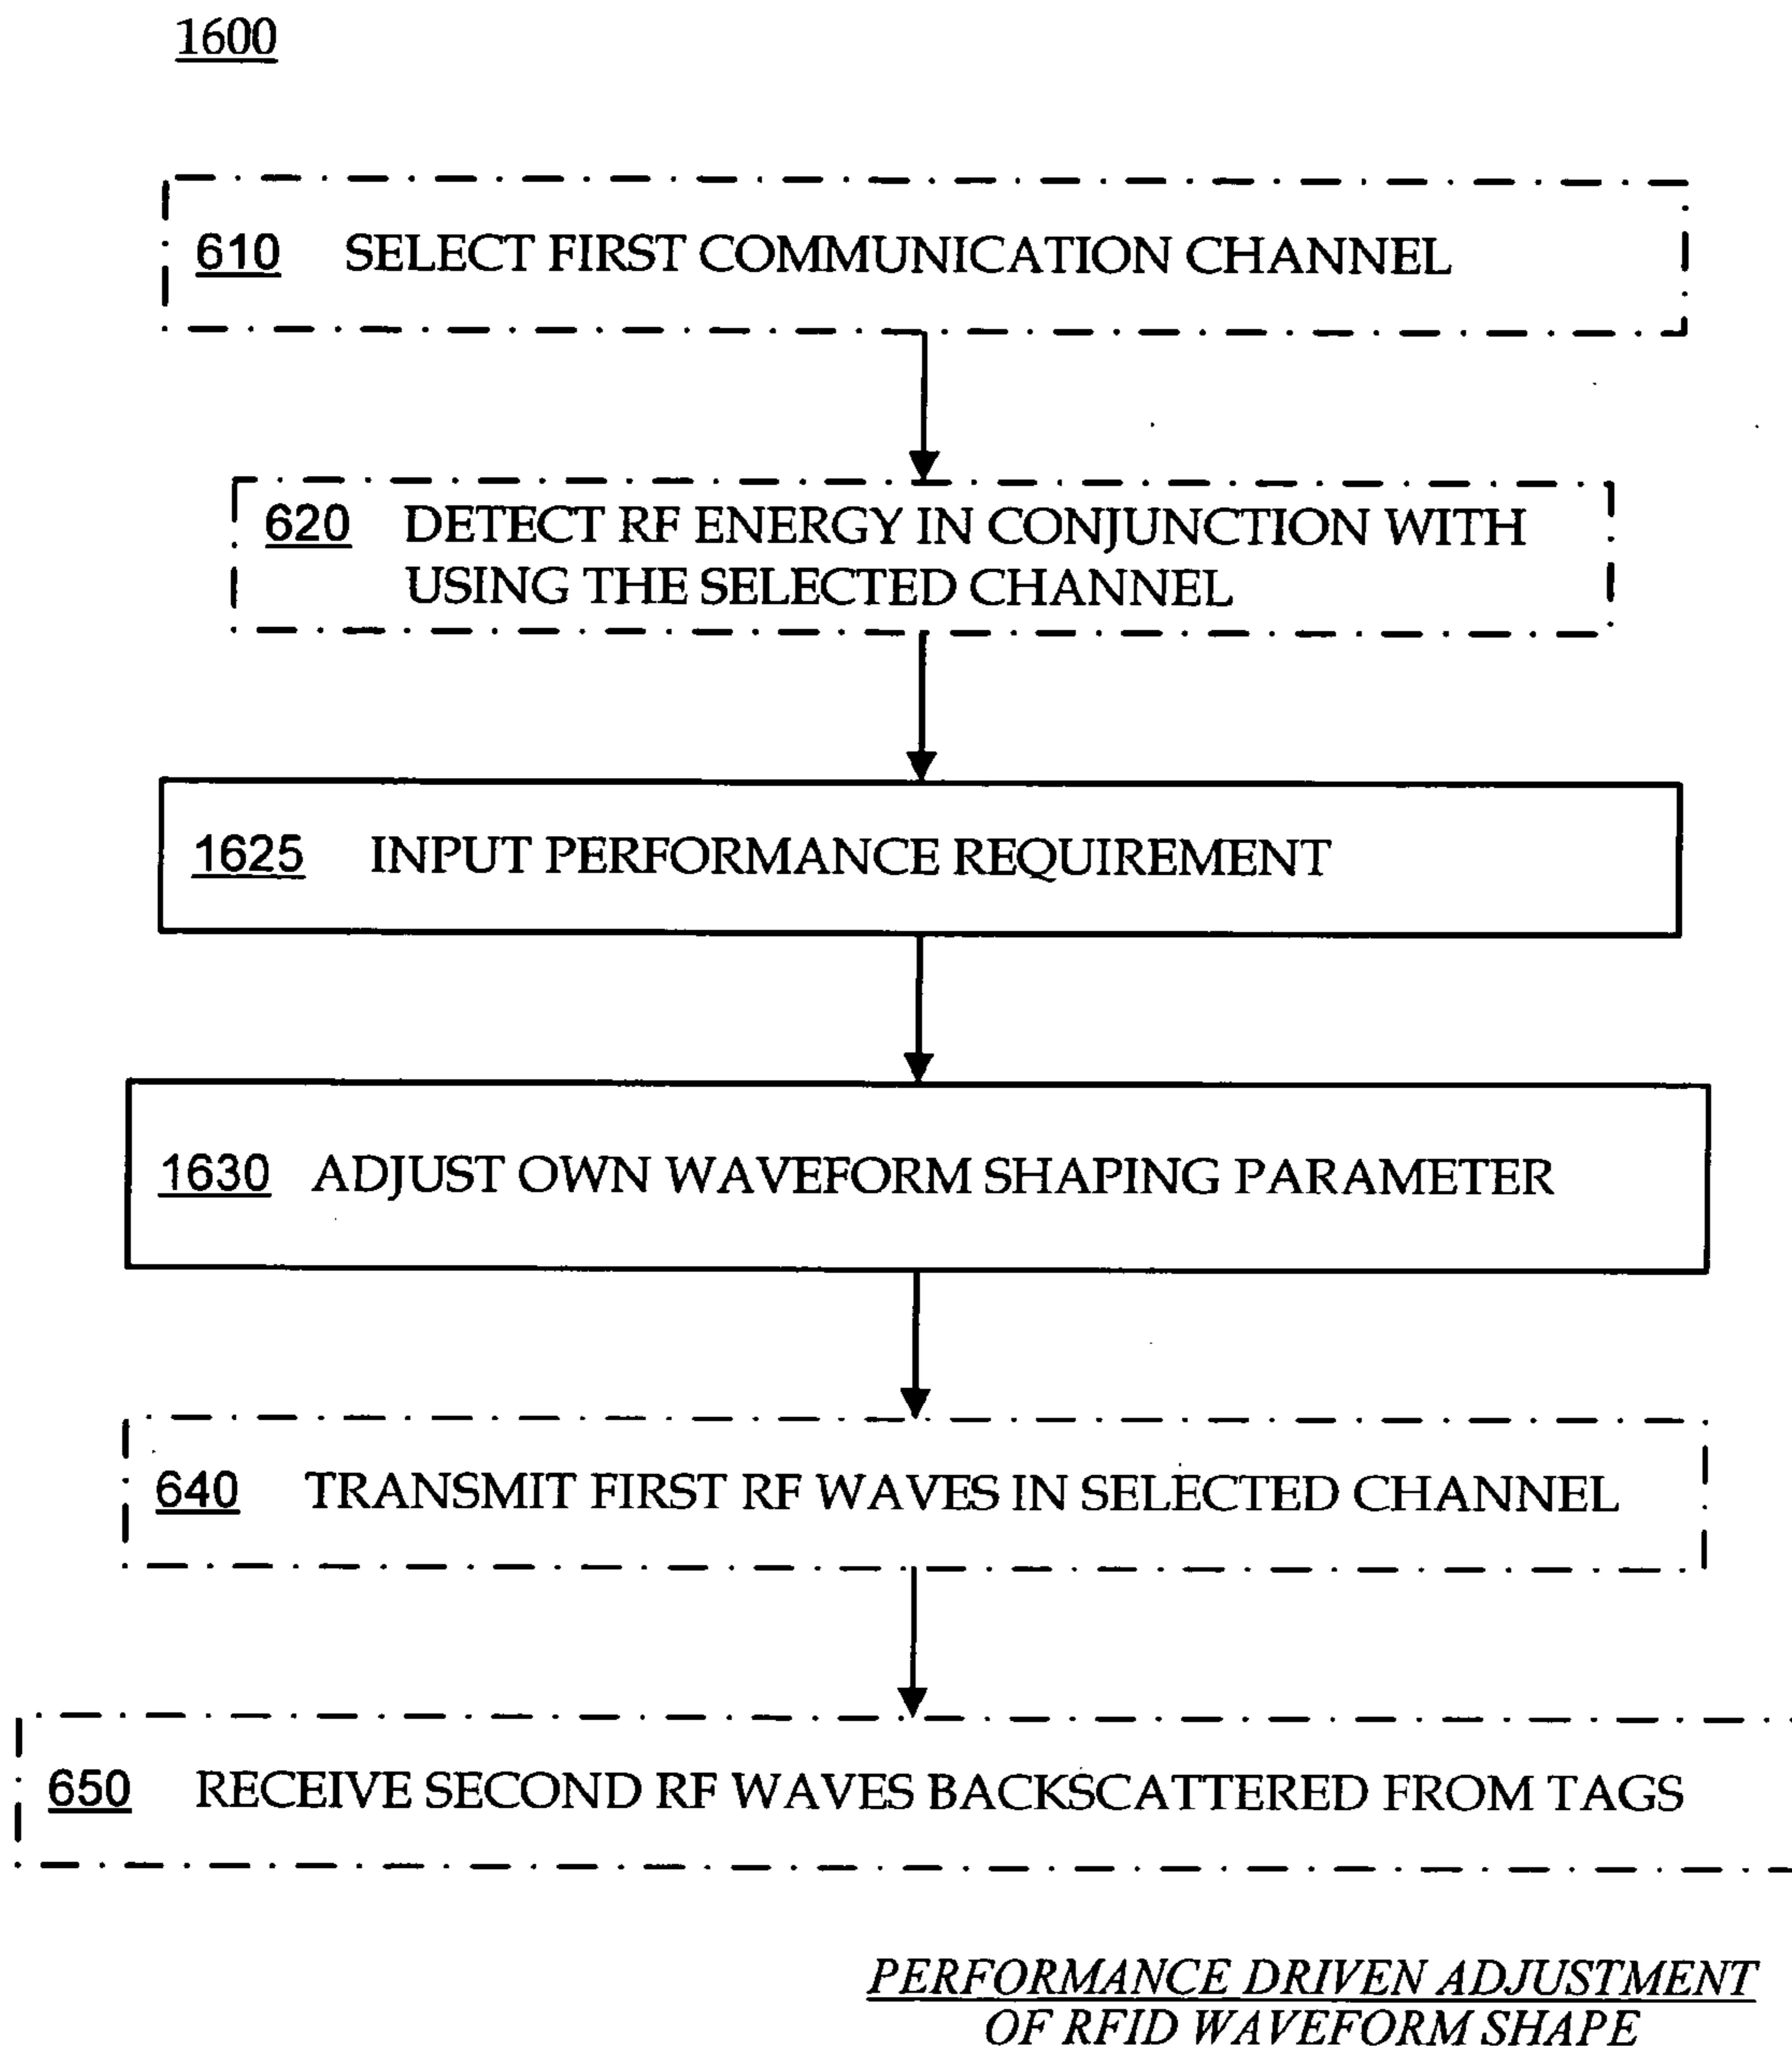 1600
610 SELECT FIRST COMMUNICATION CHANNEL
620 DETECT RF ENERGY IN CONJUNCTION WITH
USING THE SELECTED CHANNEL
1625 INPUT PERFORMANCE REQUIREMENT
1630 ADJUST OWN WAVEFORM SHAPING PARAMETER
640 TRANSMIT FIRST RF WAVES IN SELECTED CHANNEL
650 RECEIVE SECOND RF WAVES BACKSCATTERED FROM TAGS
PERFORMANCE DRIVEN ADJUSTMENT
OF RFID WAVEFORM SHAPE